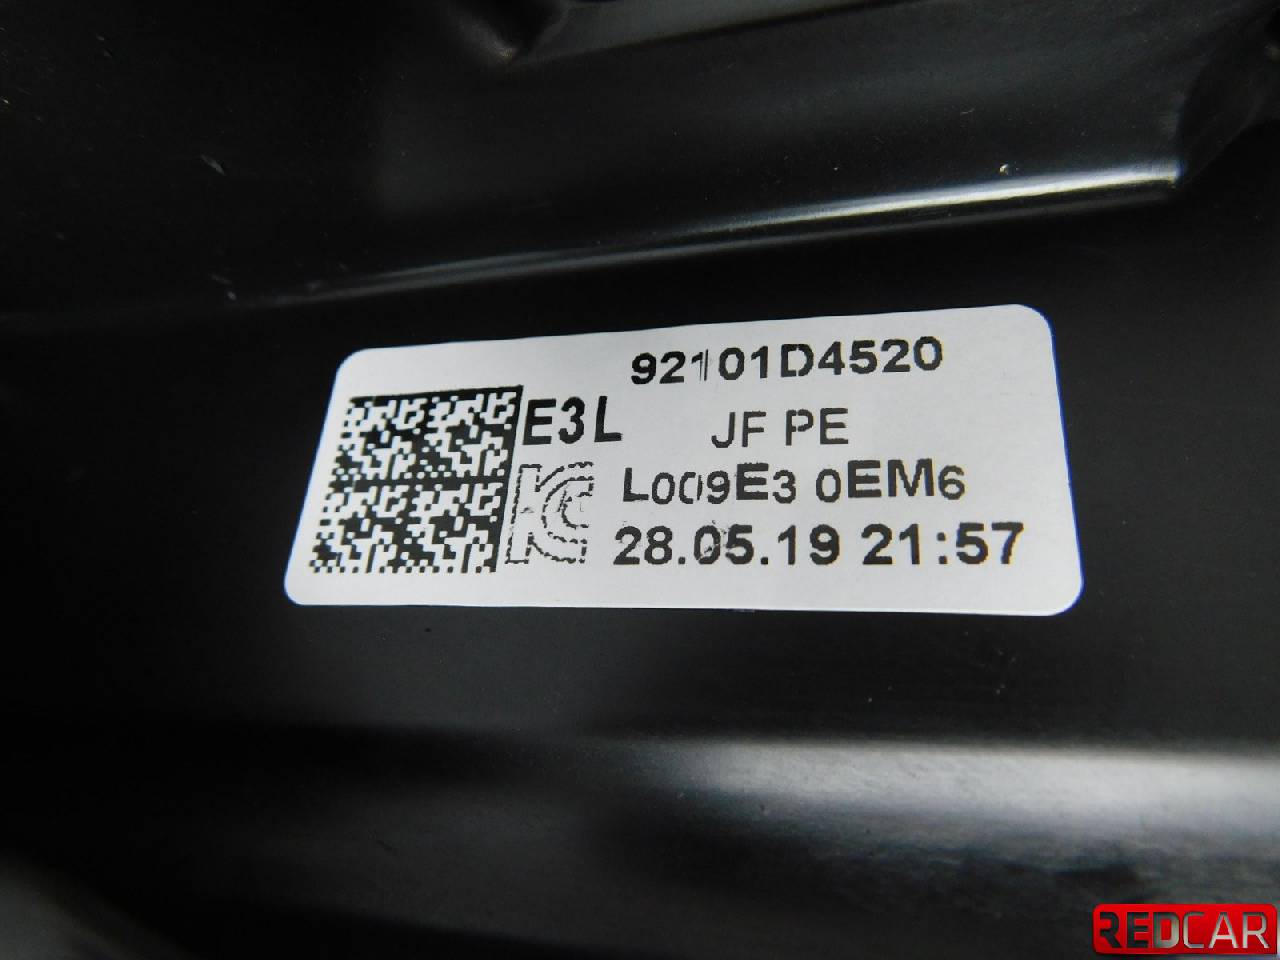 92101D4520
E3L JF PE
L009E3 0EM6
28.05.19 21:57
REDCAR